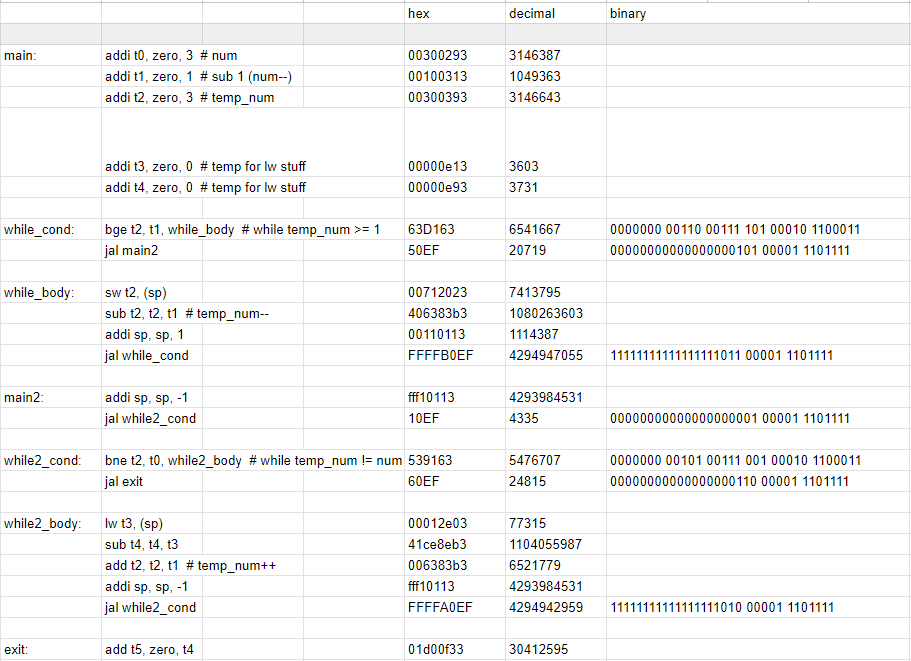 hex decimal binary
main: addi t0, zero, 3 # num 00300293 3146387
addi t1, zero, 1 # sub 1 (num--) 00100313 1049363
addi t2, zero, 3 # temp_num 00300393 3146643
addi t3, zero, 0 # temp for lw stuff 00000e13 3603
addi t4, zero, 0 # temp for lw stuff 00000e93 3731
while_cond: bge t2, t1, while_body # while temp_num >= 1 63D163 6541667 0000000 00110 00111 101 00010 1100011
jal main2 50EF 20719 00000000000000000101 00001 1101111
while_body: sw t2, (sp) 00712023 7413795
sub t2, t2, t1 # temp_num-- 406383b3 1080263603
addi sp, sp, 1 00110113 1114387
jal while_cond FFFFB0EF 4294947055 11111111111111111011 00001 1101111
main2: addi sp, sp, -1 fff10113 4293984531
jal while2_cond 10EF 4335 00000000000000000001 00001 1101111
while2_cond: bne t2, t0, while2_body # while temp_num != num 539163 5476707 0000000 00101 00111 001 00010 1100011
jal exit 60EF 24815 00000000000000000110 00001 1101111
while2_body: lw t3, (sp) 00012e03 77315
sub t4, t4, t3 41ce8eb3 1104055987
add t2, t2, t1 # temp_num++ 006383b3 6521779
addi sp, sp, -1 fff10113 4293984531
jal while2_cond FFFFA0EF 4294942959 11111111111111111010 00001 1101111
exit: add t5, zero, t4 01d00f33 30412595